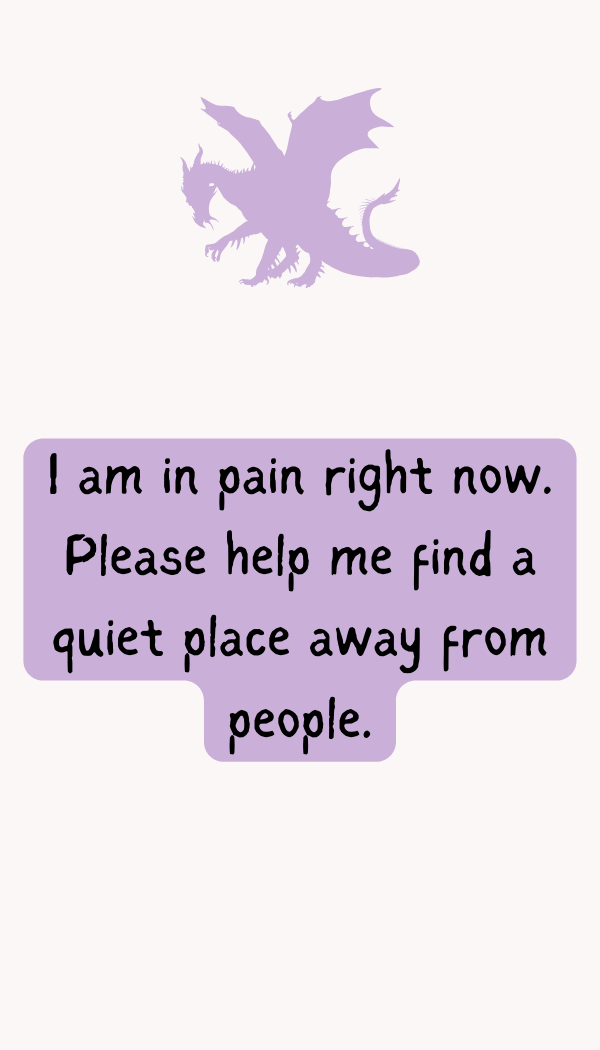 I am in pain right now.
Please help me find a
quiet place away from
people.